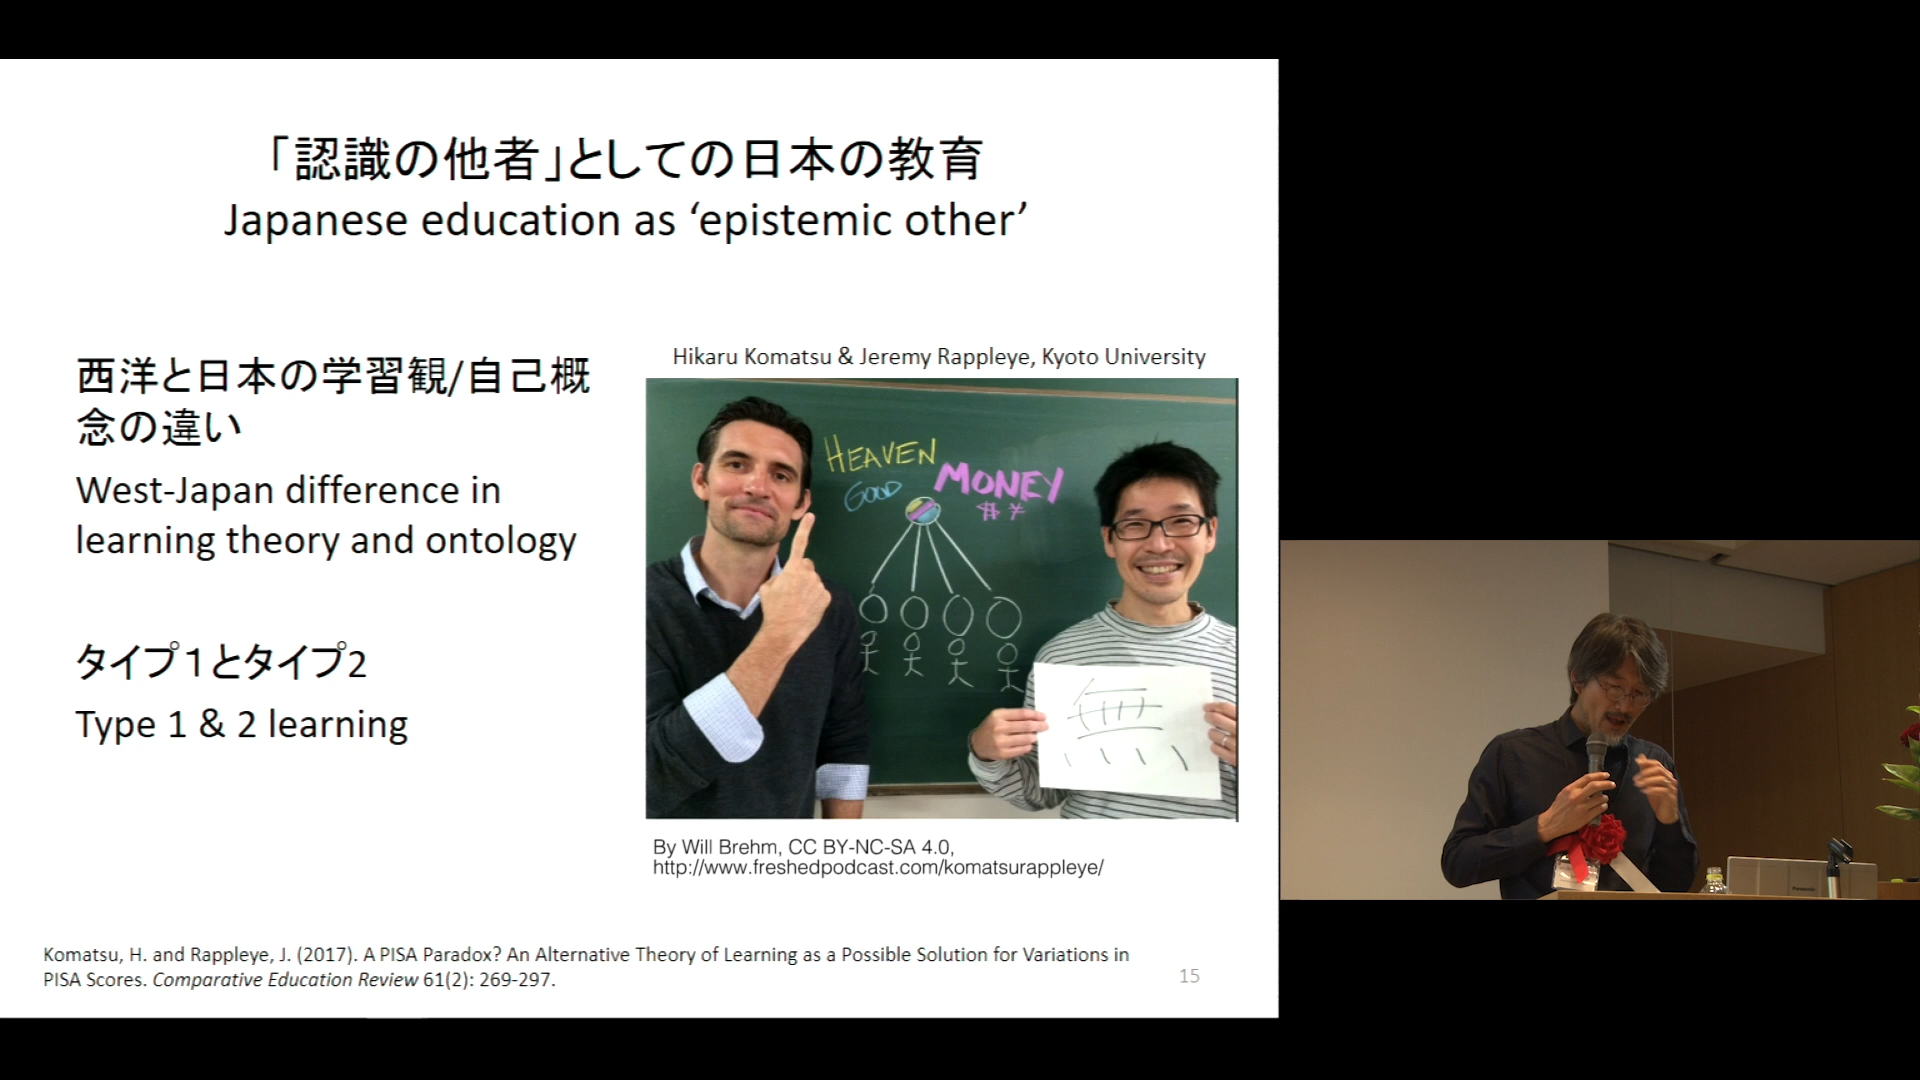 「認識の他者」としての日本の教育
Japanese education as ‘epistemic other’
西洋と日本の学習観/自己概
念の違い
West-Japan difference in
learning theory and ontology
タイプ１とタイプ2
Type 1 & 2 learning
Hikaru Komatsu & Jeremy Rappleye, Kyoto University
HEAVEN
GOOD
MONEY
$ ¥
無
By Will Brehm, CC BY-NC-SA 4.0,
http://www.freshedpodcast.com/komatsurappleye/
Komatsu, H. and Rappleye, J. (2017). A PISA Paradox? An Alternative Theory of Learning as a Possible Solution for Variations in
PISA Scores. Comparative Education Review 61(2): 269-297.
15
Panasonic